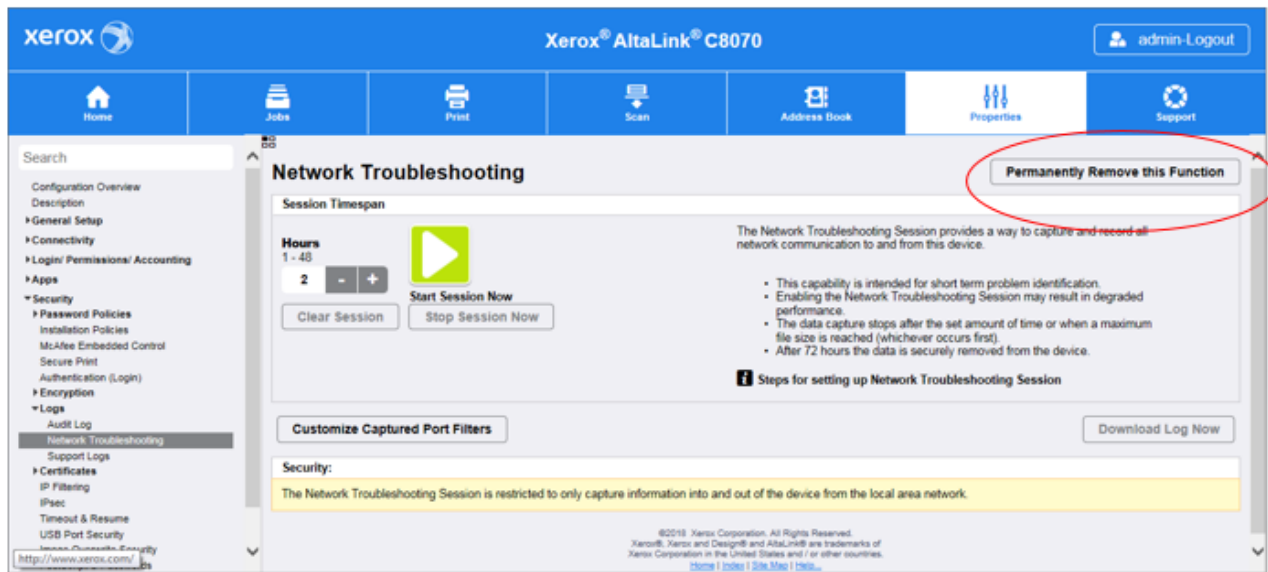 xerox
Xerox® AltaLink® C8070
admin-Logout
Home
Jobs
Print
Scan
Address Book
Properties
Support
Search
Configuration Overview
Description
General Setup
Connectivity
Login/ Permissions/ Accounting
Apps
Security
Password Policies
Installation Policies
McAfee Embedded Control
Secure Print
Authentication (Login)
Encryption
Logs
Audit Log
Network Troubleshooting
Support Logs
Certificates
IP Filtering
IPsec
Timeout & Resume
USB Port Security
http://www.xerox.com/
Network Troubleshooting
Permanently Remove this Function
Session Timespan
Hours
1 - 48
2 - +
Start Session Now
Clear Session
Stop Session Now
The Network Troubleshooting Session provides a way to capture and record all
network communication to and from this device.
• This capability is intended for short term problem identification.
• Enabling the Network Troubleshooting Session may result in degraded
performance.
• The data capture stops after the set amount of time or when a maximum
file size is reached (whichever occurs first).
• After 72 hours the data is securely removed from the device.
Steps for setting up Network Troubleshooting Session
Customize Captured Port Filters
Download Log Now
Security:
The Network Troubleshooting Session is restricted to only capture information into and out of the device from the local area network.
©2018 Xerox Corporation. All Rights Reserved.
Xerox®, Xerox and Design® and AltaLink® are trademarks of
Xerox Corporation in the United States and / or other countries.
Home | Index | Site Map | Help...